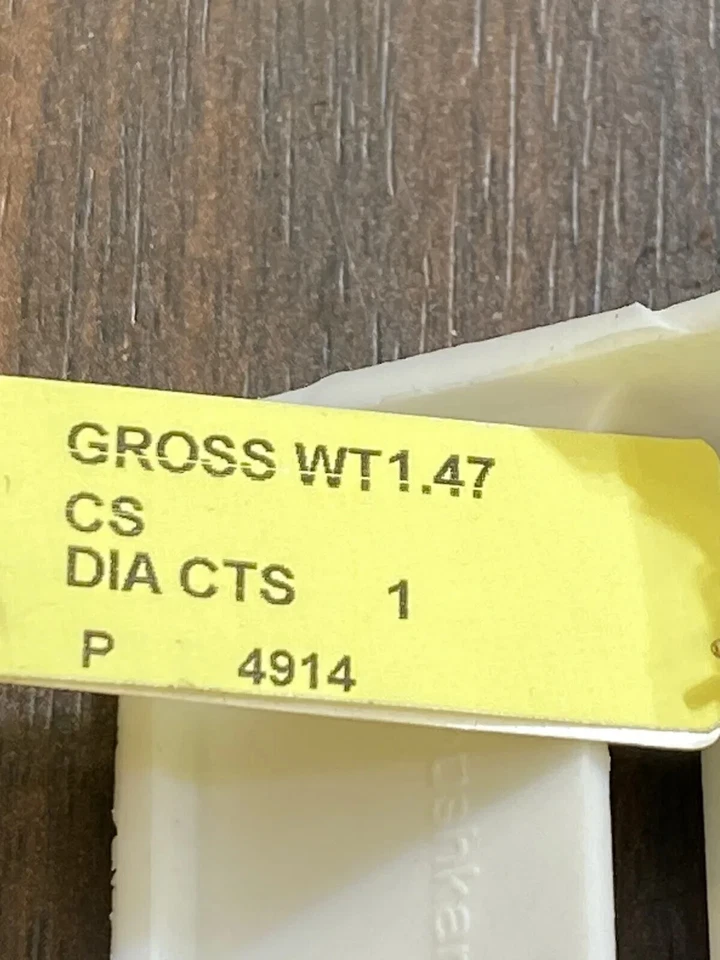 GROSS WT1.47
CS
DIA CTS 1
P 4914